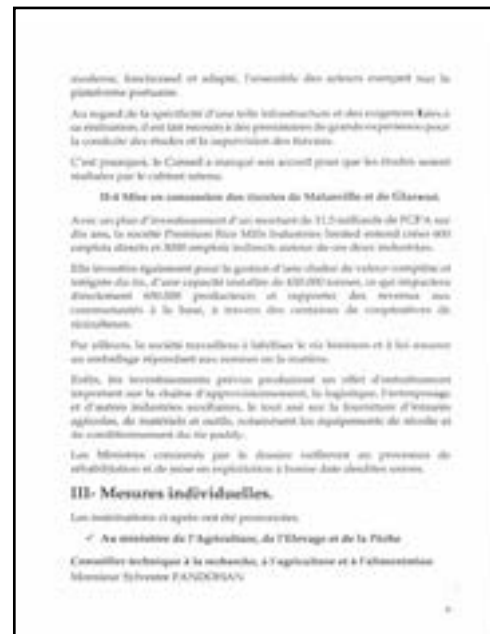 moderne, fonctionnel et adapté, l'ensemble des acteurs exerçant sur la
plateforme portuaire.
Au regard de la spécificité d'une telle infrastructure et des exigences liées à
sa réalisation, il est fait recours à des prestataires de grande expérience pour
la conduite des études et la supervision des travaux.
C'est pourquoi, le Conseil a marqué son accord pour que les études soient
réalisées par le cabinet retenu.
Mise en concession des rizeries de Malanville et de Glazoué.
Avec un plan d'investissement d'un montant de milliards de FCFA sur
dix ans, la société Premium Rice Mills Industries limited entend créer 600
emplois directs et 3000 emplois indirects autour de ces deux industries.
Elle investira également pour la gestion d'une chaîne de valeur complète et
intégrée du riz, d'une capacité installée de tonnes, ce qui impactera
directement producteurs et rapportera des revenus aux
communautés à la base, à travers des centaines de coopératives de
riziculteurs.
Par ailleurs, la société travaillera à labéliser le riz béninois et à lui assurer
un emballage répondant aux normes en la matière.
Enfin, les investissements prévus produiront un effet d'entraînement
important sur la chaîne d'approvisionnement, la logistique, l'entreposage
et d'autres industries auxiliaires, le tout axé sur la fourniture d'intrants
agricoles, de matériels et outils, notamment les équipements de récolte et
de conditionnement du riz paddy.
Les Ministres concernés par le dossier veilleront au processus de
réhabilitation et de mise en exploitation à bonne date desdites usines.
III- Mesures individuelles.
Les nominations ci-après ont été prononcées.
✓ Au ministère de l'Agriculture, de l'Elevage et de la Pêche
Conseiller technique à la recherche, à l'agriculture et à l'alimentation
Monsieur Sylvestre FANDOHAN